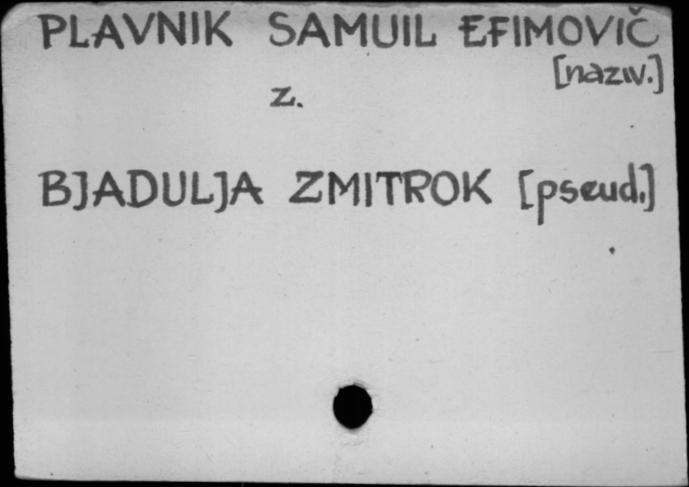 PLAVNIK SAMUIL EFIMOVIČ
[nazw.]
z.
BJADULJA ZMITROK [pseud.]